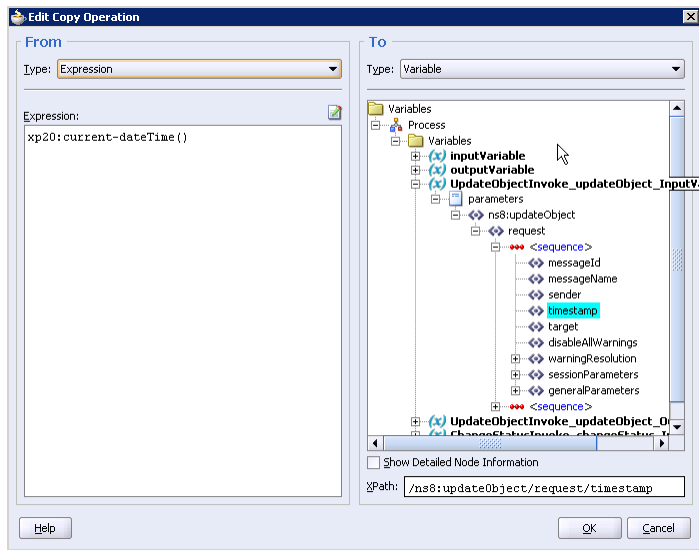 Edit Copy Operation
From
Type: Expression
Expression:
xp20:current-dateTime()
To
Type: Variable
Variables
Process
Variables
(x) inputVariable
(x) outputVariable
(x) UpdateObjectInvoke_updateObject_InputV
parameters
ns8:updateObject
request
<sequence>
messageId
messageName
sender
timestamp
target
disableAllWarnings
warningResolution
sessionParameters
generalParameters
<sequence>
(x) UpdateObjectInvoke_updateObject_O
(x) ChangeStatusInvoke_changeStatus_I
Show Detailed Node Information
XPath: /ns8:updateObject/request/timestamp
Help
OK
Cancel